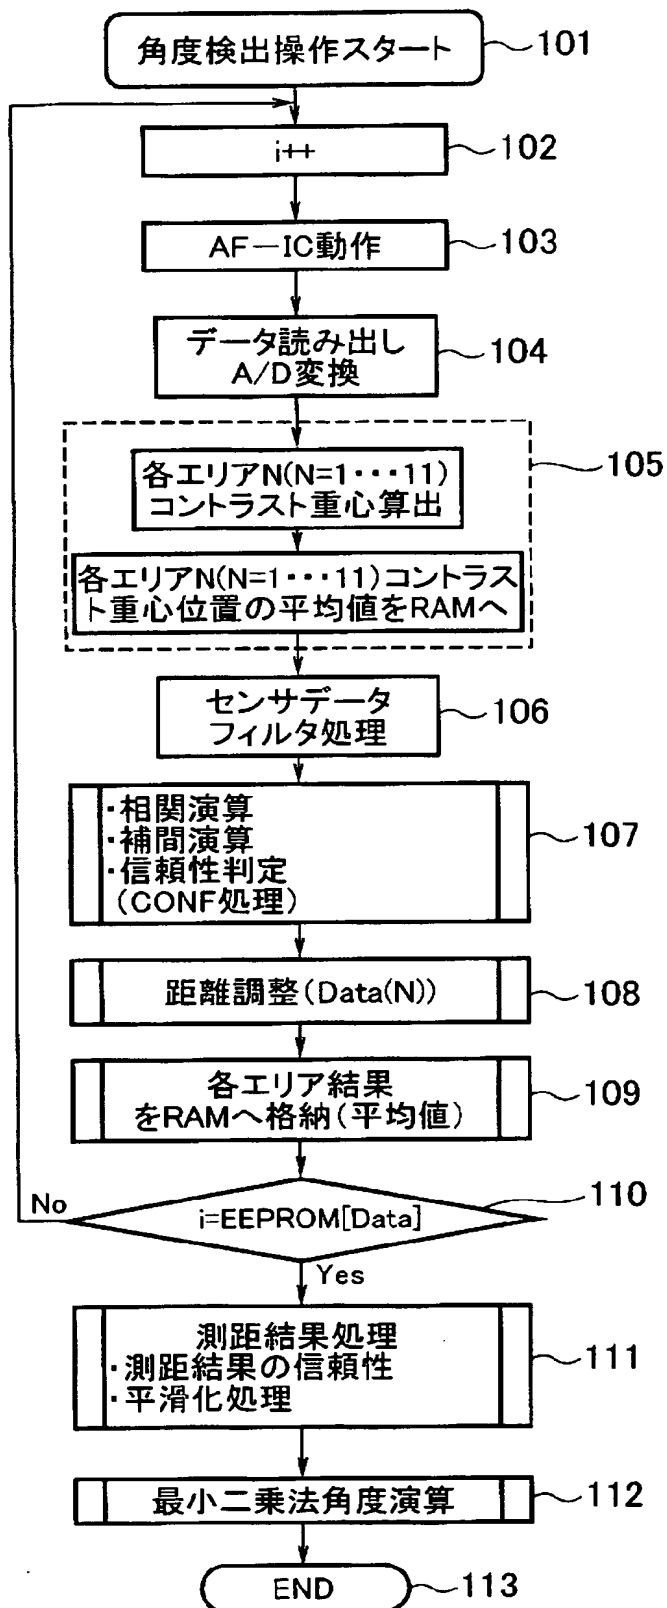 角度検出操作スタート
101
i++
102
AF-IC動作
103
データ読み出し
A/D変換
104
各エリアN(N=1・・・11)
コントラスト重心算出
105
各エリアN(N=1・・・11)コントラス
ト重心位置の平均値をRAMへ
センサデータ
フィルタ処理
106
・相関演算
・補間演算
・信頼性判定
(CONF処理)
107
距離調整(Data(N))
108
各エリア結果
をRAMへ格納(平均値)
109
No
i=EEPROM[Data]
110
Yes
測距結果処理
・測距結果の信頼性
・平滑化処理
111
最小二乗法角度演算
112
END
113